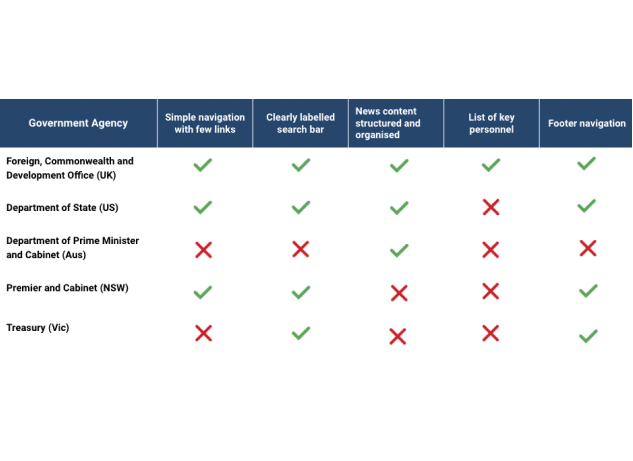 Government Agency
Simple navigation
with few links
Clearly labelled
search bar
News content
structured and
organised
List of key
personnel
Footer navigation
Foreign, Commonwealth and
Development Office (UK)
Department of State (US)
Department of Prime Minister
and Cabinet (Aus)
Premier and Cabinet (NSW)
Treasury (Vic)